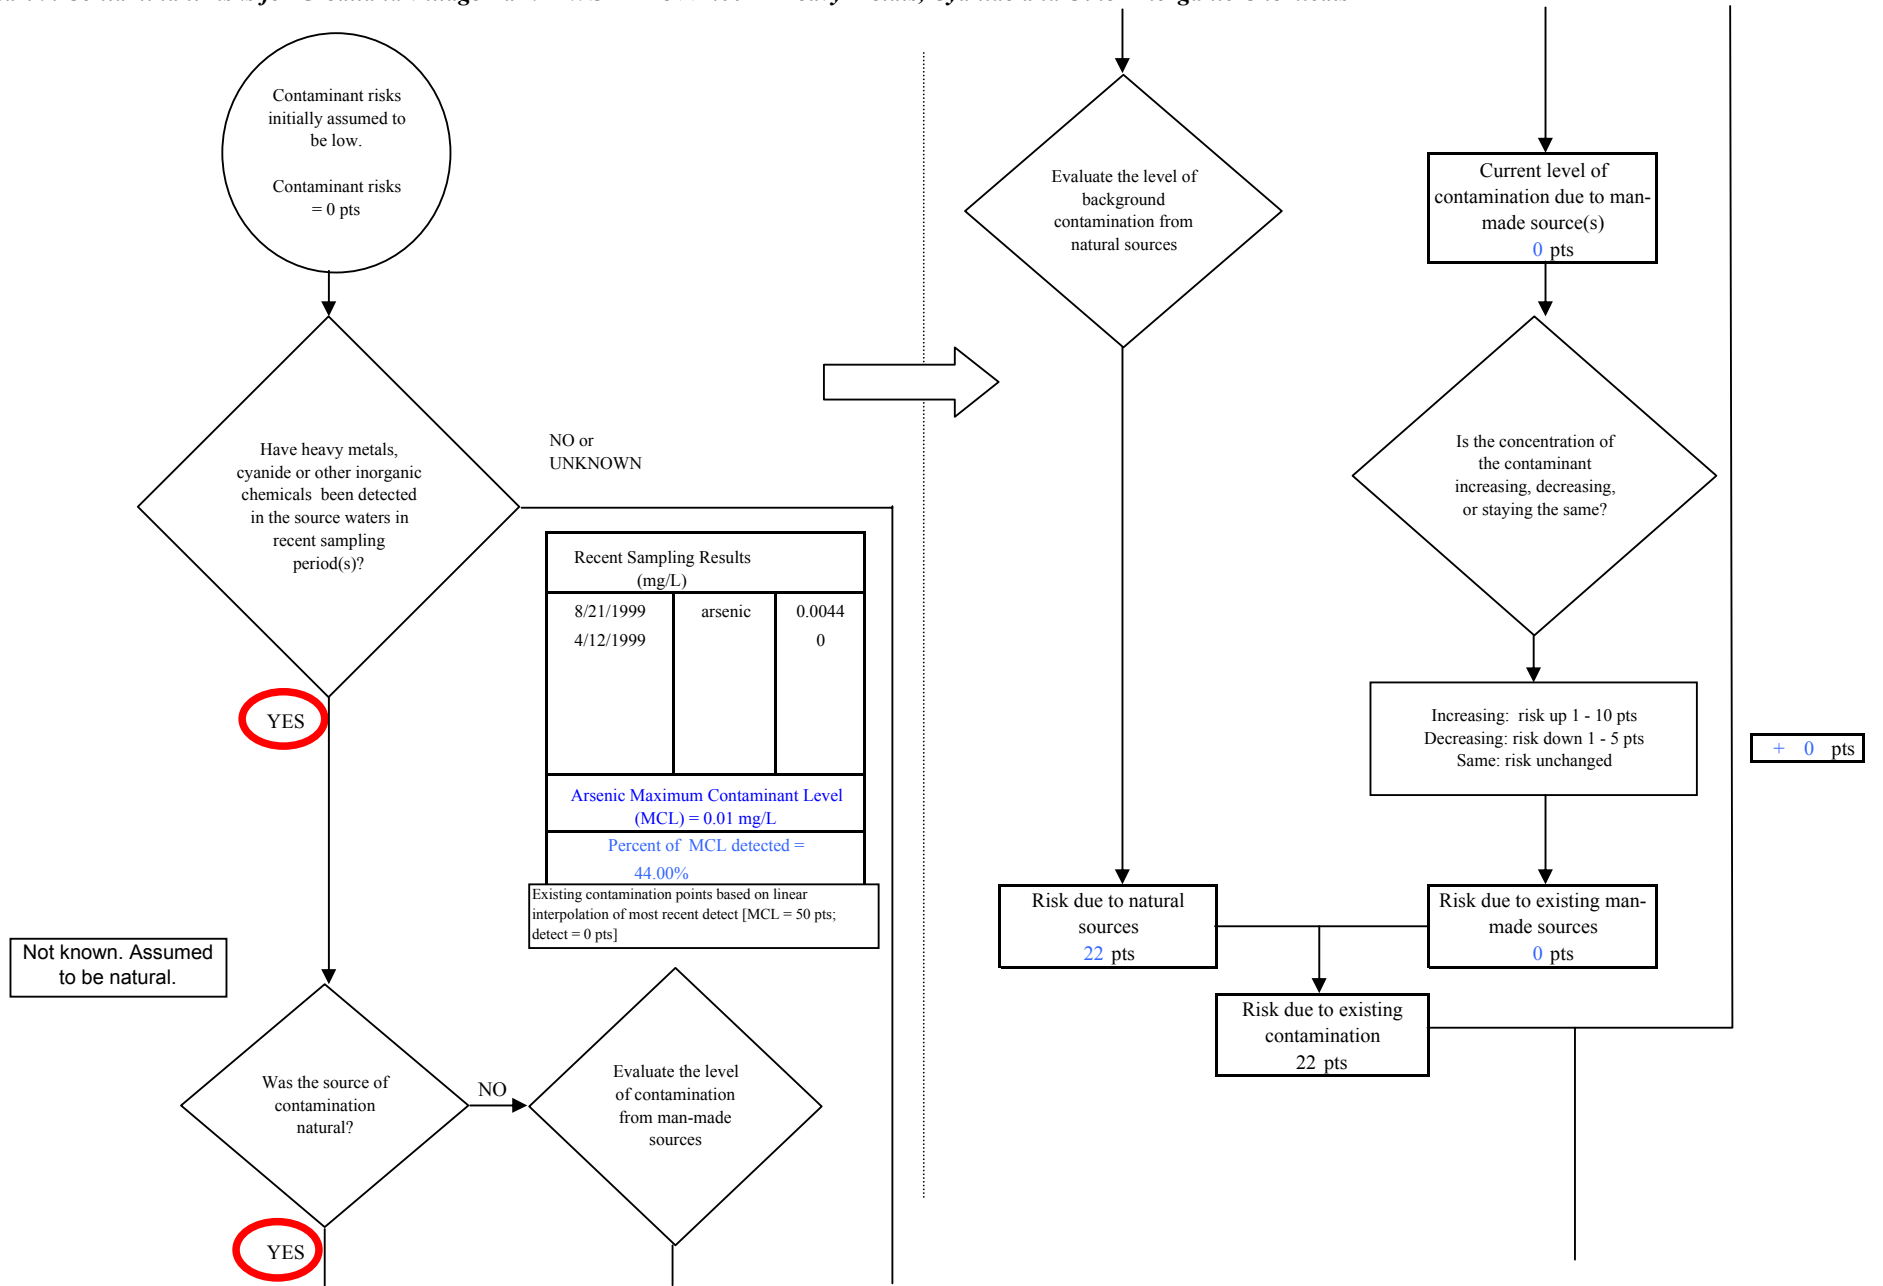 Contaminant risks
initially assumed to
be low.
Contaminant risks
= 0 pts
Have heavy metals,
cyanide or other inorganic
chemicals been detected
in the source waters in
recent sampling
period(s)?
NO or
UNKNOWN
YES
Recent Sampling Results
(mg/L)
8/21/1999 arsenic 0.0044
4/12/1999 0
Arsenic Maximum Contaminant Level
(MCL) = 0.01 mg/L
Percent of MCL detected =
44.00%
Existing contamination points based on linear
interpolation of most recent detect [MCL = 50 pts;
detect = 0 pts]
Not known. Assumed
to be natural.
Was the source of
contamination
natural?
NO
YES
Evaluate the level
of contamination
from man-made
sources
Evaluate the level of
background
contamination from
natural sources
Current level of
contamination due to man-
made source(s)
0 pts
Is the concentration of
the contaminant
increasing, decreasing,
or staying the same?
Increasing: risk up 1 - 10 pts
Decreasing: risk down 1 - 5 pts
Same: risk unchanged
+ 0 pts
Risk due to natural
sources
22 pts
Risk due to existing man-
made sources
0 pts
Risk due to existing
contamination
22 pts